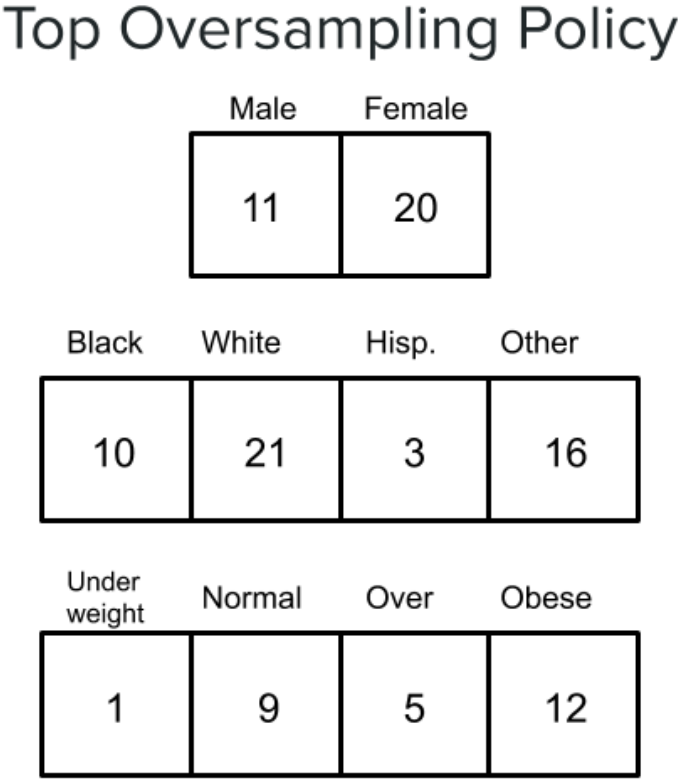 Top Oversampling Policy
Male Female
11 20
Black White Hisp. Other
10 21 3 16
Under
weight Normal Over Obese
1 9 5 12